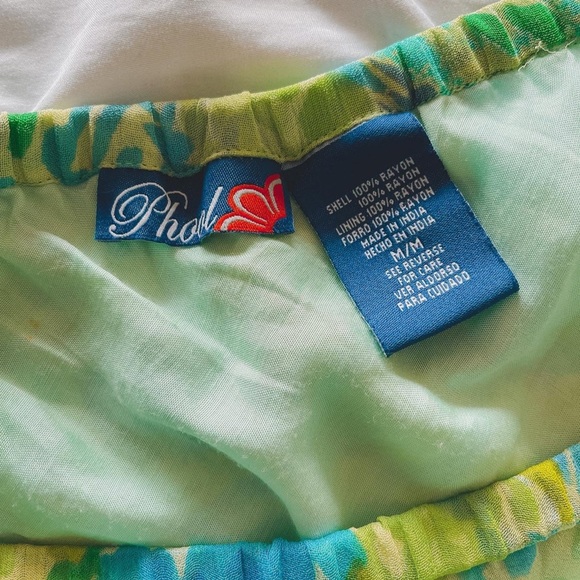 SHELL 100% RAYON
100% RAYON
LINING 100% RAYON
FORRO 100% RAYON
MADE IN INDIA
HECHO EN INDIA
M/M
SEE REVERSE
FOR CARE
VER ALDORSO
PARA CUIDADO